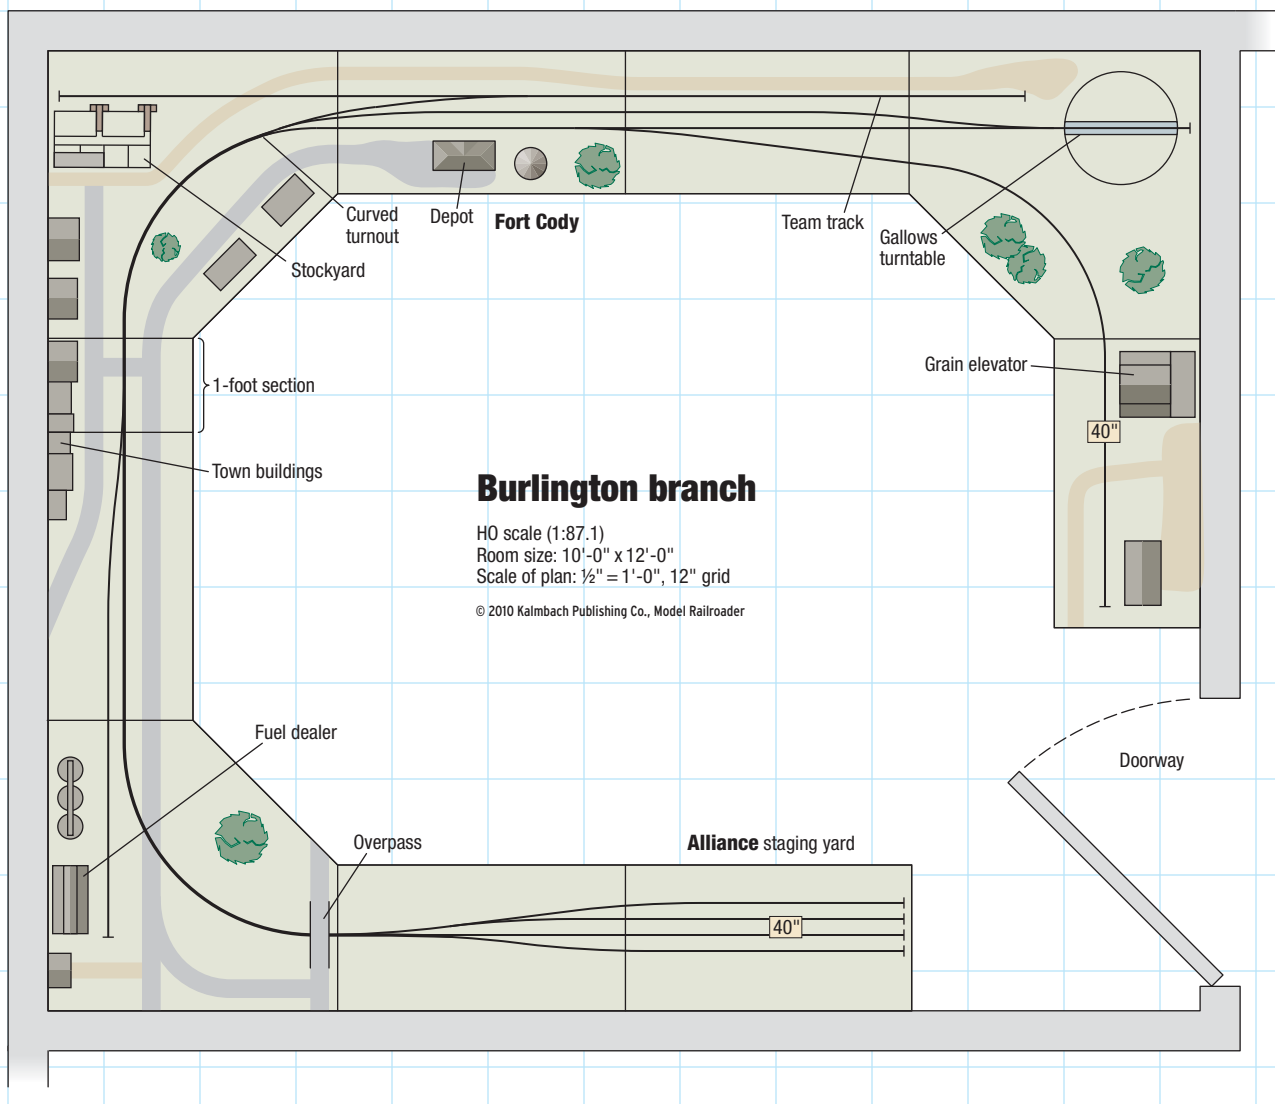 Curved
turnout
Depot
Fort Cody
Team track
Gallows
turntable
Stockyard
Grain elevator
1-foot section
40"
Town buildings
Burlington branch
HO scale (1:87.1)
Room size: 10'-0" x 12'-0"
Scale of plan: ½" = 1'-0", 12" grid
© 2010 Kalmbach Publishing Co., Model Railroader
Fuel dealer
Doorway
Overpass
Alliance staging yard
40"